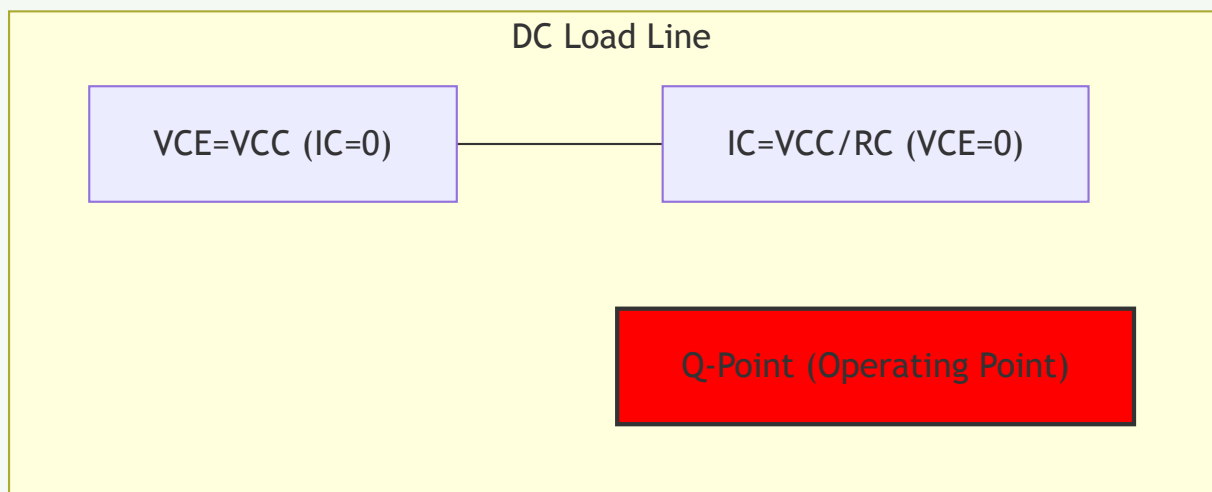 DC Load Line
VCE=VCC (IC=0)
IC=VCC/RC (VCE=0)
Q-Point (Operating Point)